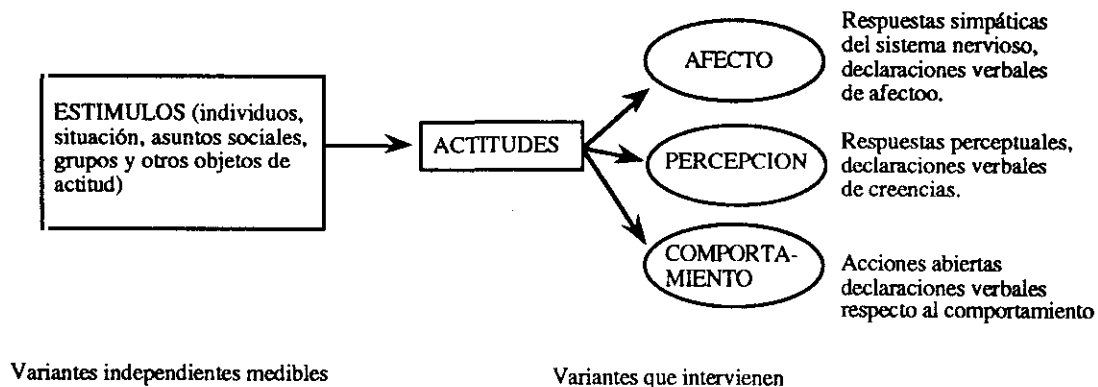 ESTIMULOS (individuos,
situación, asuntos sociales,
grupos y otros objetos de
actitud)
ACTITUDES
AFECTO
Respuestas simpáticas
del sistema nervioso,
declaraciones verbales
de afectoo.
PERCEPCION
Respuestas perceptuales,
declaraciones verbales
de creencias.
COMPORTA-
MIENTO
Acciones abiertas
declaraciones verbales
respecto al comportamiento
Variantes independientes medibles
Variantes que intervienen